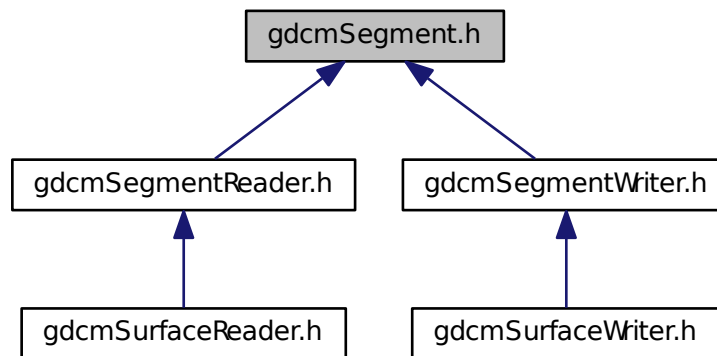 gdcmSegment.h
gdcmSegmentReader.h
gdcmSegmentWriter.h
gdcmSurfaceReader.h
gdcmSurfaceWriter.h